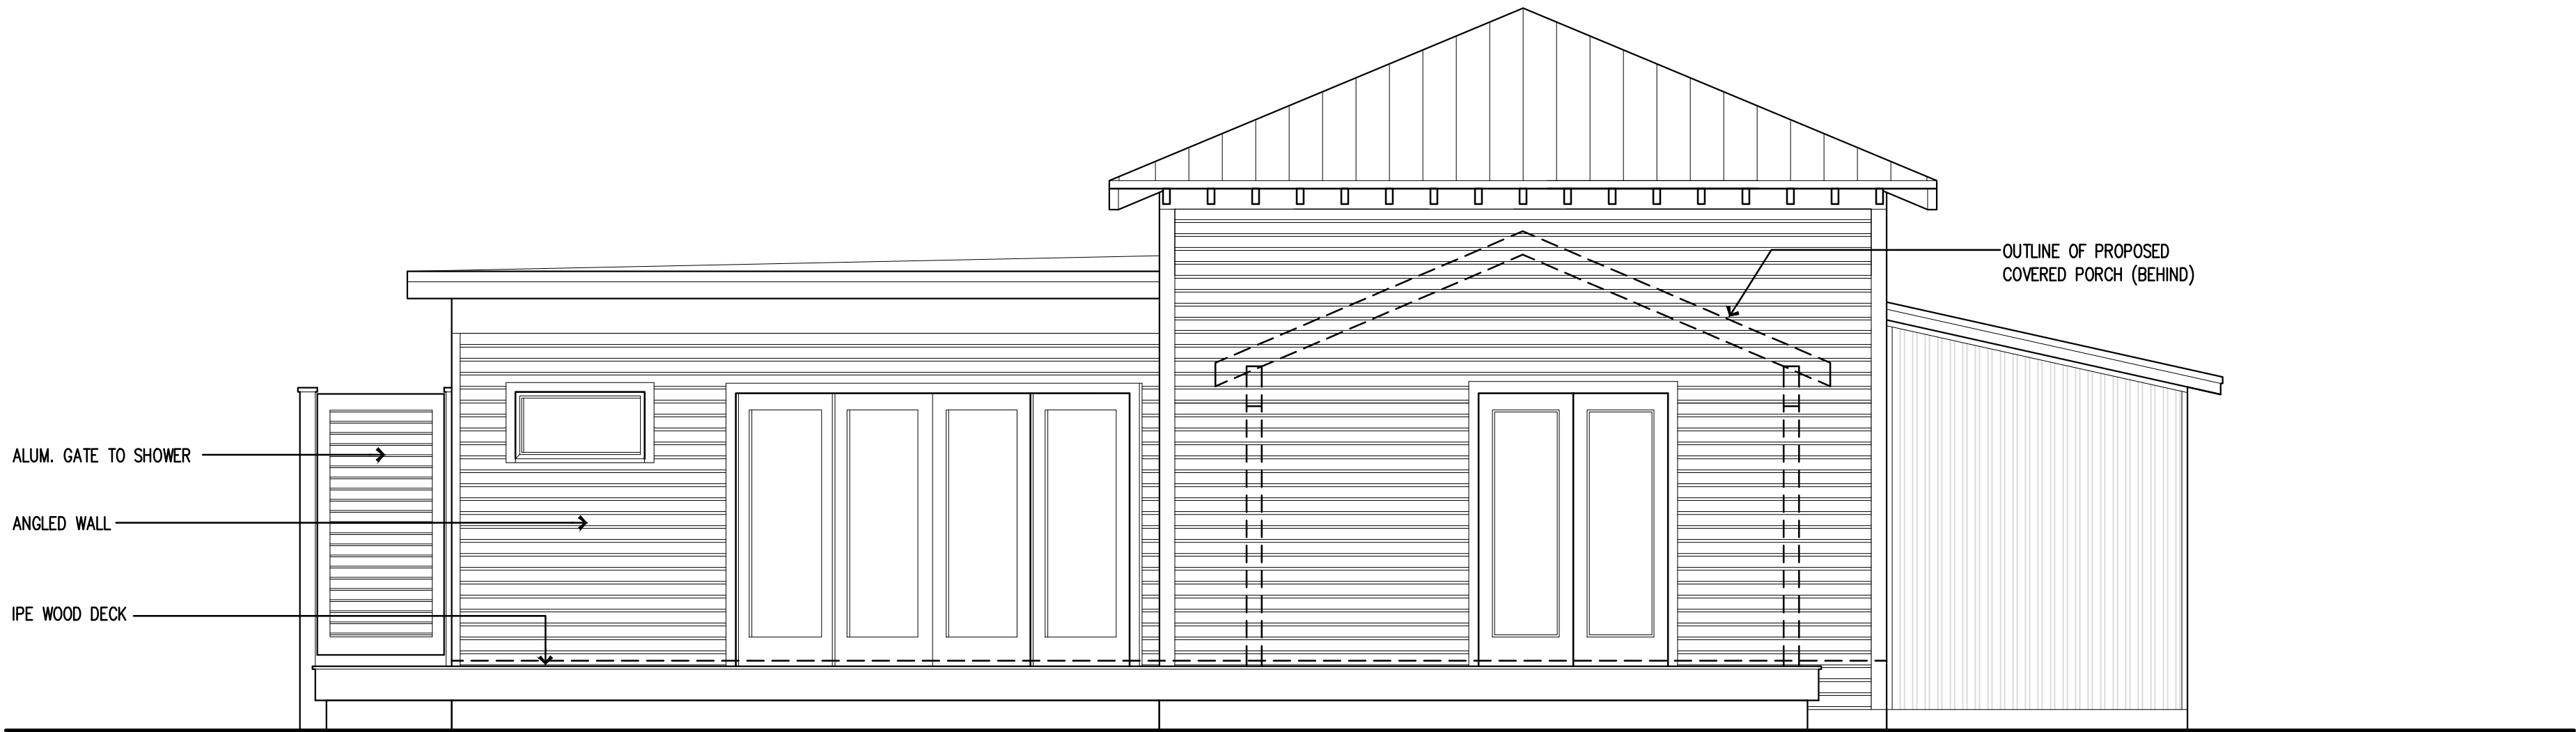 OUTLINE OF PROPOSED
COVERED PORCH (BEHIND)
ALUM. GATE TO SHOWER
ANGLED WALL
IPE WOOD DECK